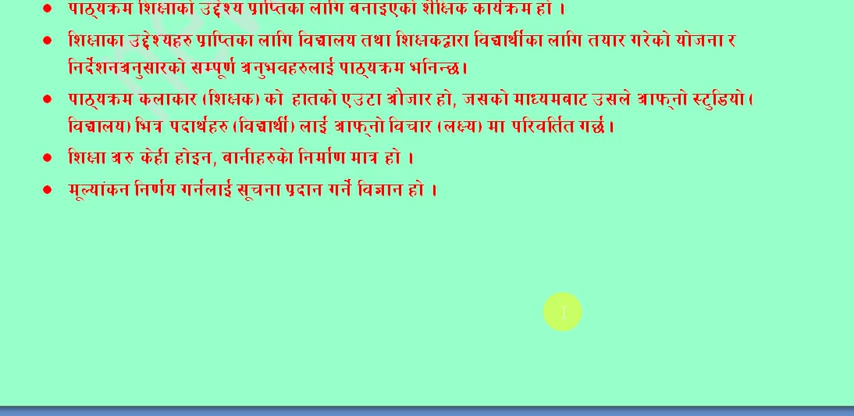 पाठ्यक्रम शिक्षाको उद्देश्य प्राप्तिका लागि बनाइएको शैक्षिक कार्यक्रम हो ।
शिक्षाका उद्देश्यहरु प्राप्तिका लागि विद्यालय तथा शिक्षकद्वारा विद्यार्थीका लागि तयार गरेको योजना र
निर्देशनअनुसारको सम्पूर्ण अनुभवहरुलाई पाठ्यक्रम भनिन्छ।
पाठ्यक्रम कलाकार (शिक्षक) को हातको एउटा औजार हो, जसको माध्यमबाट उसले आफ्नो स्टुडियो (
विद्यालय) भित्र पदार्थहरु (विद्यार्थी) लाई आफ्नो विचार (लक्ष्य) मा परिवर्तित गर्छ।
शिक्षा अरु केही होइन, बानीहरुको निर्माण मात्र हो ।
मूल्यांकन निर्णय गर्नलाई सूचना प्रदान गर्ने विज्ञान हो ।